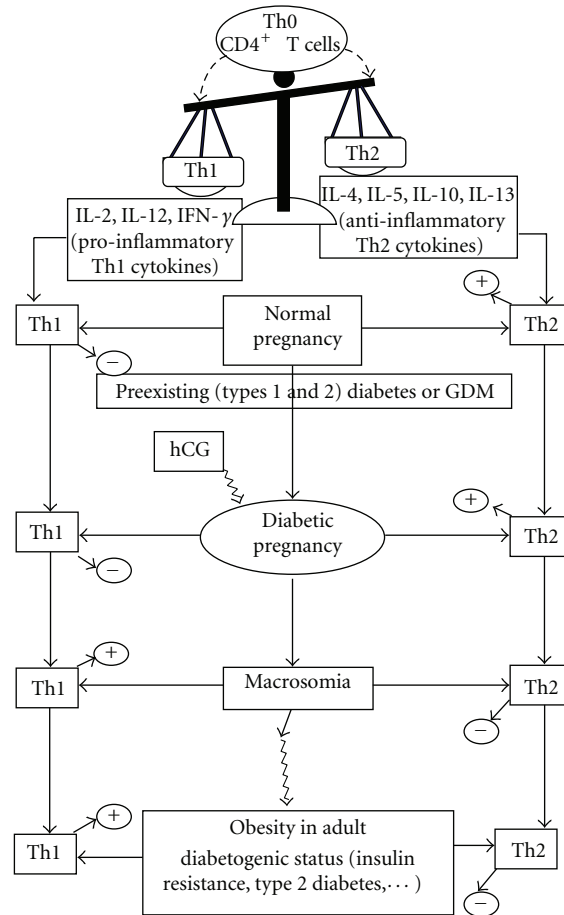 Th0
CD4+ T cells
Th1
Th2
IL-2, IL-12, IFN-γ
(pro-inflammatory
Th1 cytokines)
IL-4, IL-5, IL-10, IL-13
(anti-inflammatory
Th2 cytokines)
+
Th1
Normal
pregnancy
Th2
−
Preexisting (types 1 and 2) diabetes or GDM
hCG
+
Th1
Diabetic
pregnancy
Th2
−
+
Th1
Macrosomia
Th2
−
+
Th1
Obesity in adult
diabetogenic status (insulin
resistance, type 2 diabetes,··· )
Th2
−